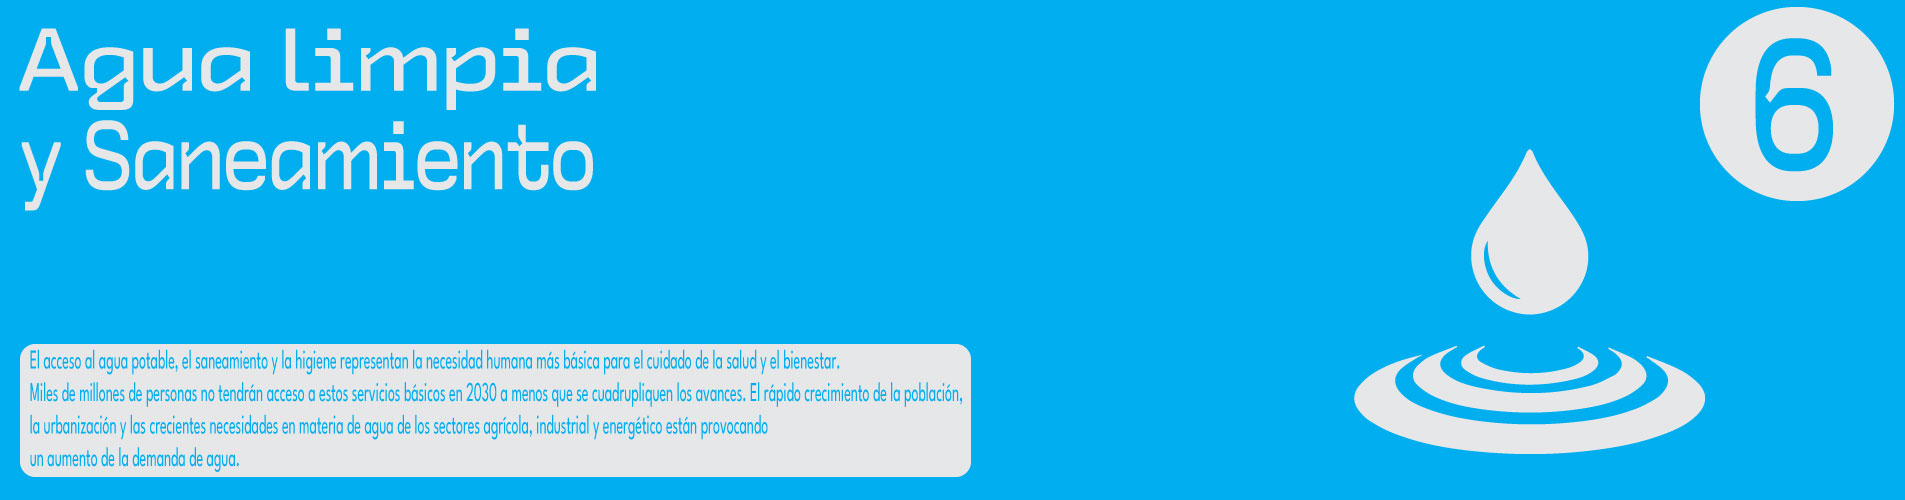 Agua limpia
y Saneamiento
6
El acceso al agua potable, el saneamiento y la higiene representan la necesidad humana más básica para el cuidado de la salud y el bienestar.
Miles de millones de personas no tendrán acceso a estos servicios básicos en 2030 a menos que se cuadrupliquen los avances. El rápido crecimiento de la población,
la urbanización y las crecientes necesidades en materia de agua de los sectores agrícola, industrial y energético están provocando
un aumento de la demanda de agua.